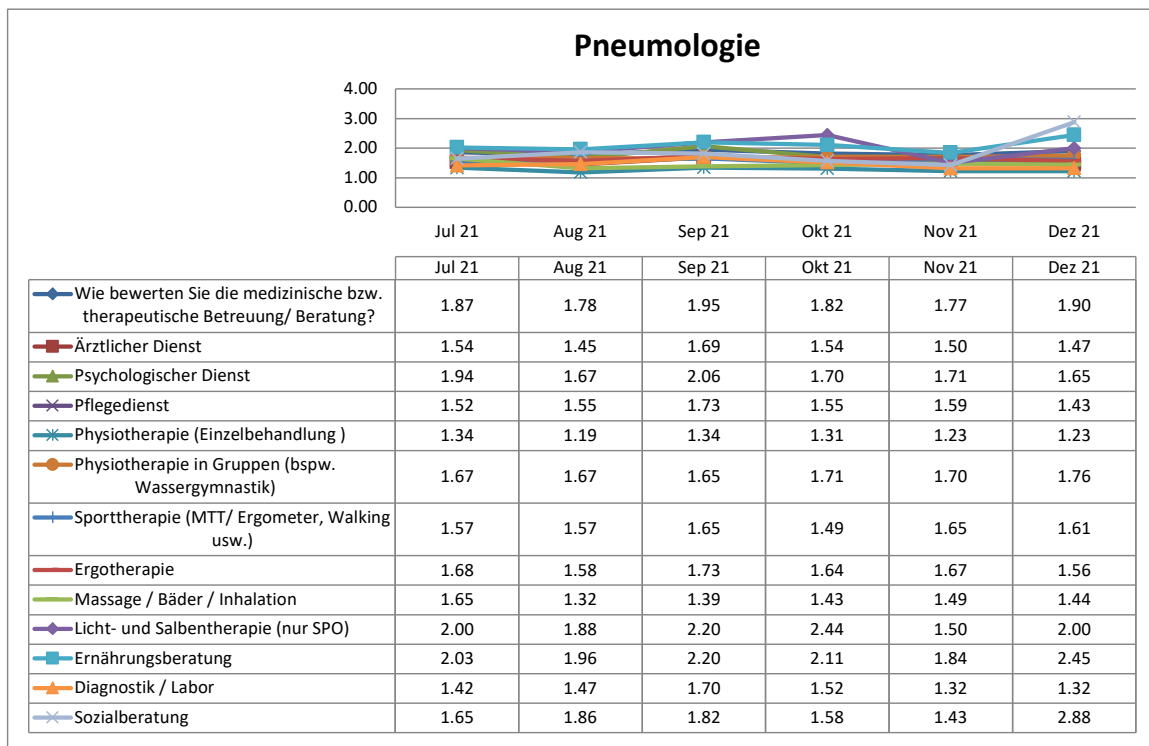 Pneumologie
4.00
3.00
2.00
1.00
0.00
Jul 21 Aug 21 Sep 21 Okt 21 Nov 21 Dez 21
Jul 21 Aug 21 Sep 21 Okt 21 Nov 21 Dez 21
Wie bewerten Sie die medizinische bzw.
therapeutische Betreuung/ Beratung? 1.87 1.78 1.95 1.82 1.77 1.90
Ärztlicher Dienst 1.54 1.45 1.69 1.54 1.50 1.47
Psychologischer Dienst 1.94 1.67 2.06 1.70 1.71 1.65
Pflegedienst 1.52 1.55 1.73 1.55 1.59 1.43
Physiotherapie (Einzelbehandlung ) 1.34 1.19 1.34 1.31 1.23 1.23
Physiotherapie in Gruppen (bspw.
Wassergymnastik) 1.67 1.67 1.65 1.71 1.70 1.76
Sporttherapie (MTT/ Ergometer, Walking
usw.) 1.57 1.57 1.65 1.49 1.65 1.61
Ergotherapie 1.68 1.58 1.73 1.64 1.67 1.56
Massage / Bäder / Inhalation 1.65 1.32 1.39 1.43 1.49 1.44
Licht- und Salbentherapie (nur SPO) 2.00 1.88 2.20 2.44 1.50 2.00
Ernährungsberatung 2.03 1.96 2.20 2.11 1.84 2.45
Diagnostik / Labor 1.42 1.47 1.70 1.52 1.32 1.32
Sozialberatung 1.65 1.86 1.82 1.58 1.43 2.88